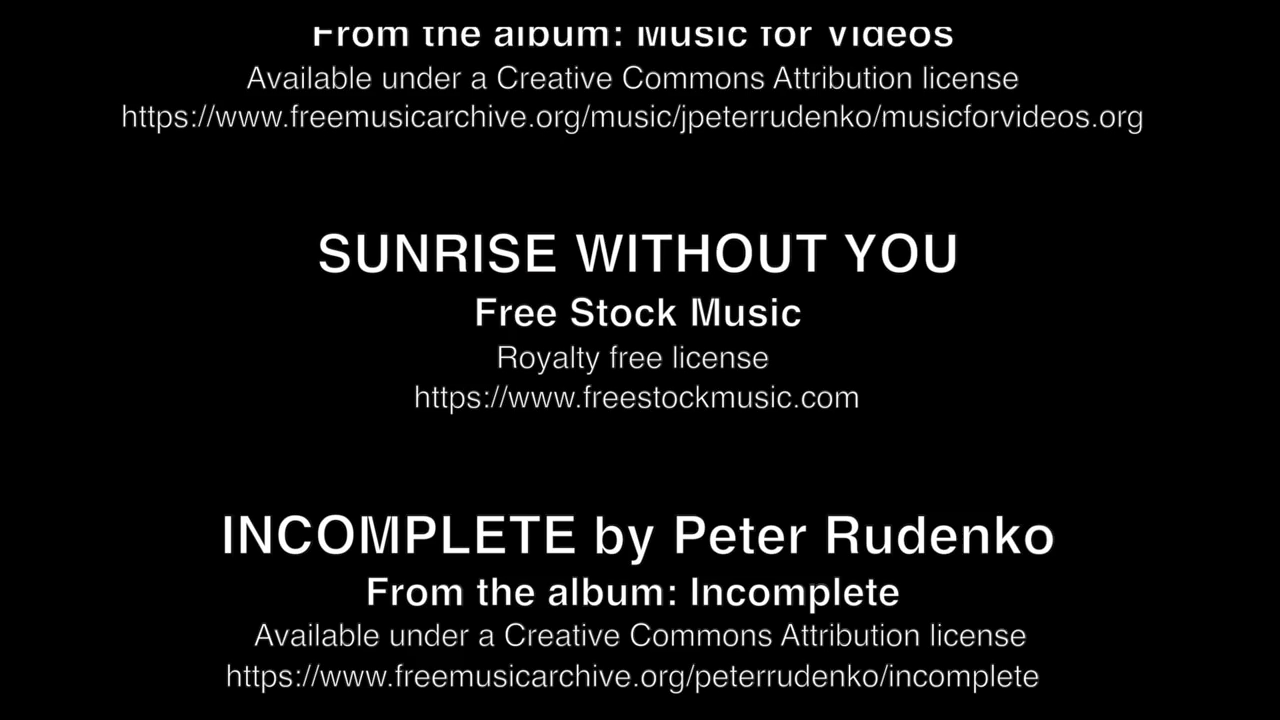 From the album: Music for Videos
Available under a Creative Commons Attribution license
https://www.freemusicarchive.org/music/jpeterrudenko/musicforvideos.org
SUNRISE WITHOUT YOU
Free Stock Music
Royalty free license
https://www.freestockmusic.com
INCOMPLETE by Peter Rudenko
From the album: Incomplete
Available under a Creative Commons Attribution license
https://www.freemusicarchive.org/peterrudenko/incomplete